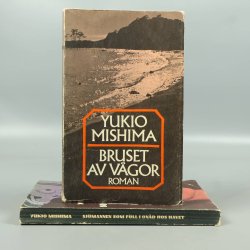 YUKIO
MISHIMA
BRUSET
AV VÅGOR
ROMAN
YUKIO MISHIMA SJÖMANNEN SOM FÖLL I ONÅD HOS HAVET